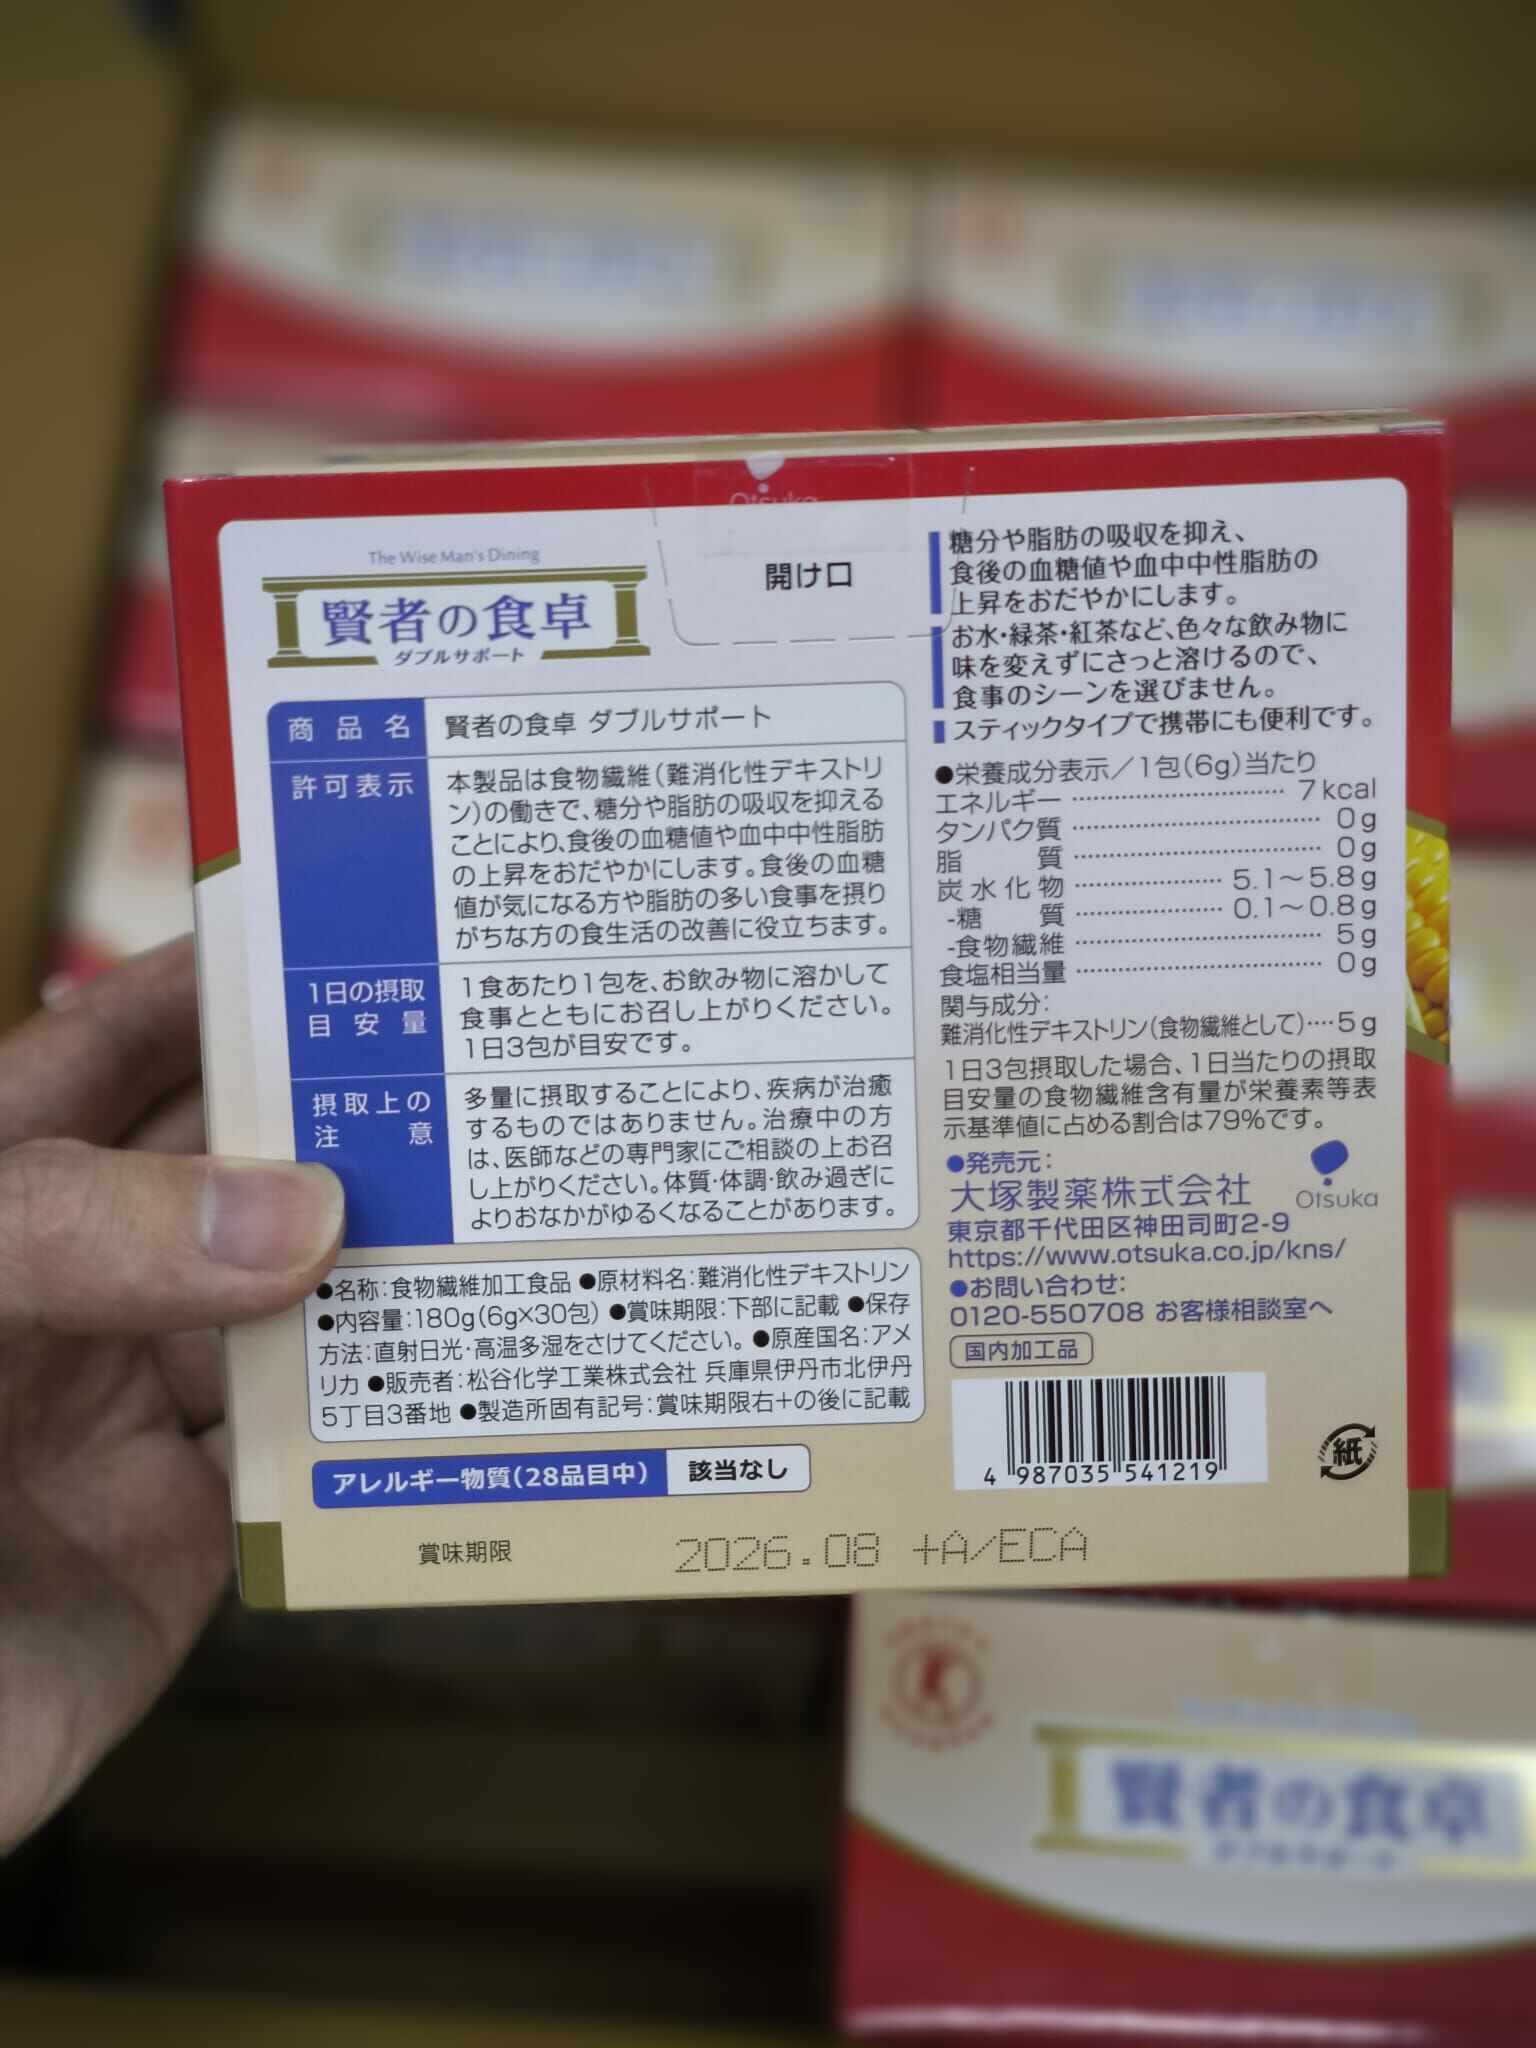 Otsuka
The Wise Man's Dining
賢者の食卓
ダブルサポート
開け口
商品名
賢者の食卓 ダブルサポート
許可表示
本製品は食物繊維(難消化性デキストリ
ン)の働きで、糖分や脂肪の吸収を抑える
ことにより、食後の血糖値や血中中性脂肪
の上昇をおだやかにします。食後の血糖
値が気になる方や脂肪の多い食事を摂り
がちな方の食生活の改善に役立ちます。
1日の摂取
目安量
1食あたり1包を、お飲み物に溶かして
食事とともにお召し上がりください。
1日3包が目安です。
摂取上の
注意
多量に摂取することにより、疾病が治癒
するものではありません。治療中の方
は、医師などの専門家にご相談の上お召
し上がりください。体質・体調・飲み過ぎに
よりおなかがゆるくなることがあります。
●名称:食物繊維加工食品 ●原材料名:難消化性デキストリン
●内容量:180g(6g×30包) ●賞味期限:下部に記載 ●保存
方法:直射日光・高温多湿をさけてください。 ●原産国名:アメ
リカ ●販売者:松谷化学工業株式会社 兵庫県伊丹市北伊丹
5丁目3番地 ●製造所固有記号:賞味期限右+の後に記載
アレルギー物質(28品目中) 該当なし
糖分や脂肪の吸収を抑え、
食後の血糖値や血中中性脂肪の
上昇をおだやかにします。
お水・緑茶・紅茶など、色々な飲み物に
味を変えずにさっと溶けるので、
食事のシーンを選びません。
スティックタイプで携帯にも便利です。
●栄養成分表示/1包(6g)当たり
エネルギー ………………………… 7kcal
タンパク質 ………………………… 0g
脂質 ………………………… 0g
炭水化物 ………………… 5.1〜5.8g
-糖質 ………………… 0.1〜0.8g
-食物繊維 ………………………… 5g
食塩相当量 ………………………… 0g
関与成分:
難消化性デキストリン(食物繊維として)‥‥5g
1日3包摂取した場合、1日当たりの摂取
目安量の食物繊維含有量が栄養素等表
示基準値に占める割合は79%です。
●発売元:
大塚製薬株式会社 Otsuka
東京都千代田区神田司町2-9
https://www.otsuka.co.jp/kns/
●お問い合わせ:
0120-550708 お客様相談室へ
国内加工品
4 987035 541219
紙
賞味期限 2026.08 +A/ECA
賢者の食卓